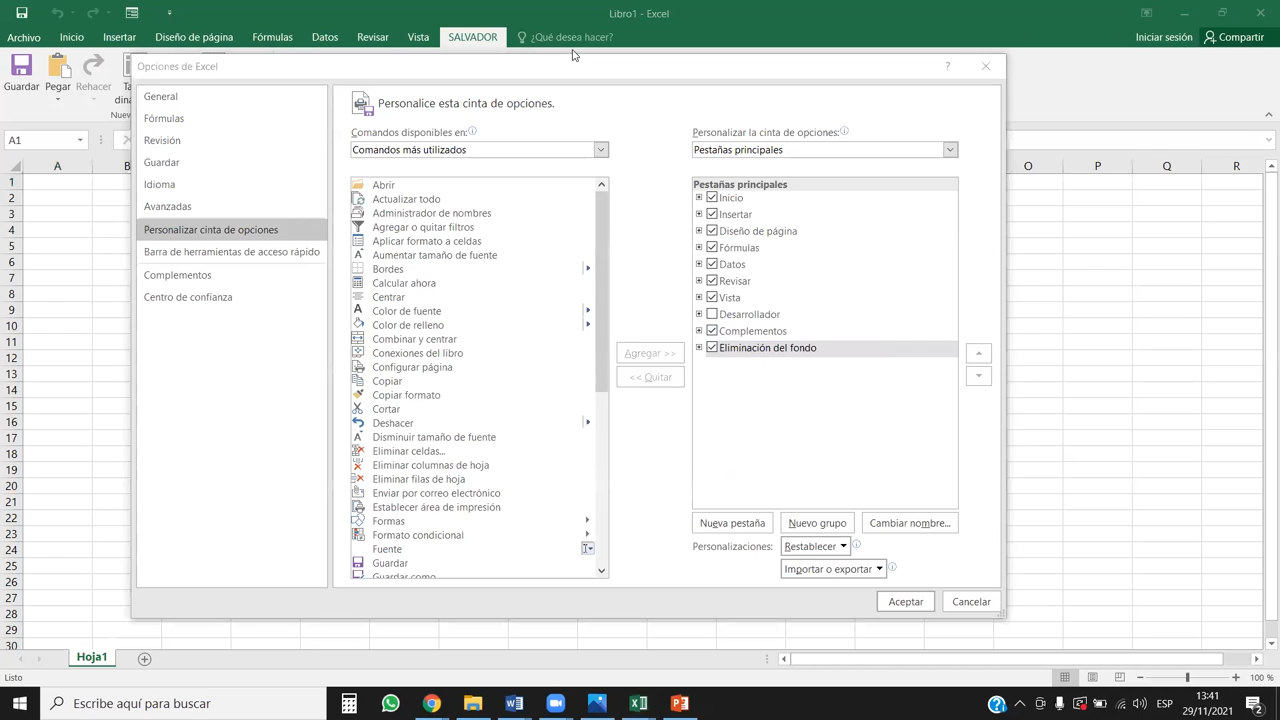 Libro1 - Excel
Archivo Inicio Insertar Diseño de página Fórmulas Datos Revisar Vista SALVADOR ¿Qué desea hacer? Iniciar sesión Compartir
Guardar Pegar Rehacer
A1
Opciones de Excel
General
Fórmulas
Revisión
Guardar
Idioma
Avanzadas
Personalizar cinta de opciones
Barra de herramientas de acceso rápido
Complementos
Centro de confianza
Personalice esta cinta de opciones.
Comandos disponibles en:
Comandos más utilizados
Abrir
Actualizar todo
Administrador de nombres
Agregar o quitar filtros
Aplicar formato a celdas
Aumentar tamaño de fuente
Bordes
Calcular ahora
Centrar
Color de fuente
Color de relleno
Combinar y centrar
Conexiones del libro
Configurar página
Copiar
Copiar formato
Cortar
Deshacer
Disminuir tamaño de fuente
Eliminar celdas...
Eliminar columnas de hoja
Eliminar filas de hoja
Enviar por correo electrónico
Establecer área de impresión
Formas
Formato condicional
Fuente
Guardar
Guardar como
Agregar >>
<< Quitar
Personalizar la cinta de opciones:
Pestañas principales
Pestañas principales
Inicio
Insertar
Diseño de página
Fórmulas
Datos
Revisar
Vista
Desarrollador
Complementos
Eliminación del fondo
Nueva pestaña Nuevo grupo Cambiar nombre...
Personalizaciones: Restablecer
Importar o exportar
Aceptar Cancelar
A B O P Q R
1
2
3
4
5
6
7
8
9
10
11
12
13
14
15
16
17
18
19
20
21
22
23
24
25
26
27
28
29
30
Hoja1
Listo
100 %
Escribe aquí para buscar
ESP
13:41
29/11/2021
2